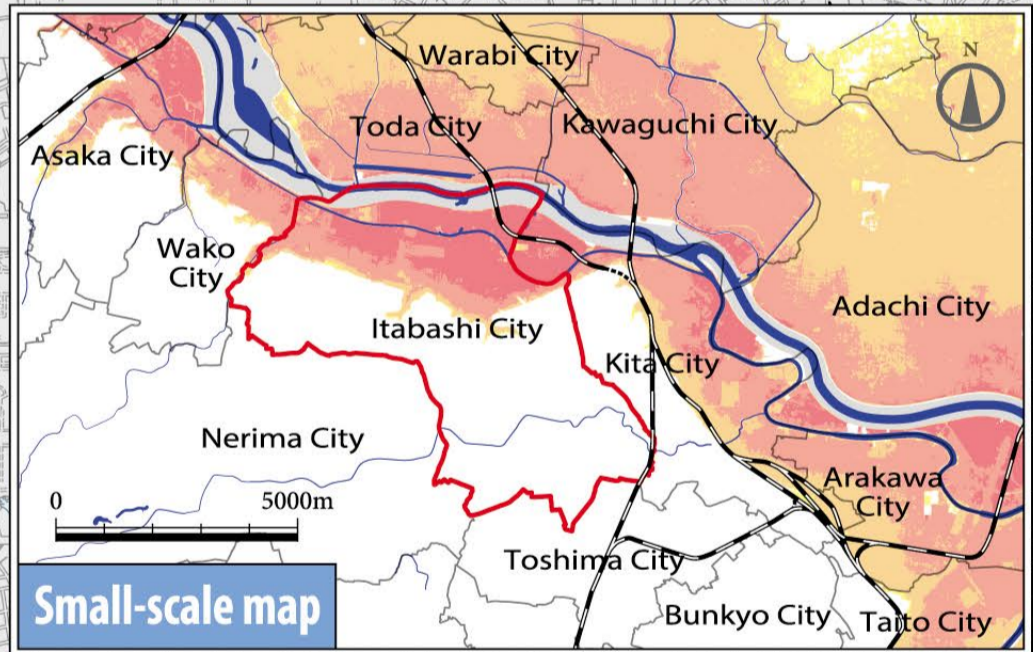 Warabi City
N
Toda City
Kawaguchi City
Asaka City
Wako
City
Adachi City
Itabashi City
Kita City
Nerima City
Arakawa
City
0
5000m
Toshima City
Bunkyo City
Taito City
Small-scale map